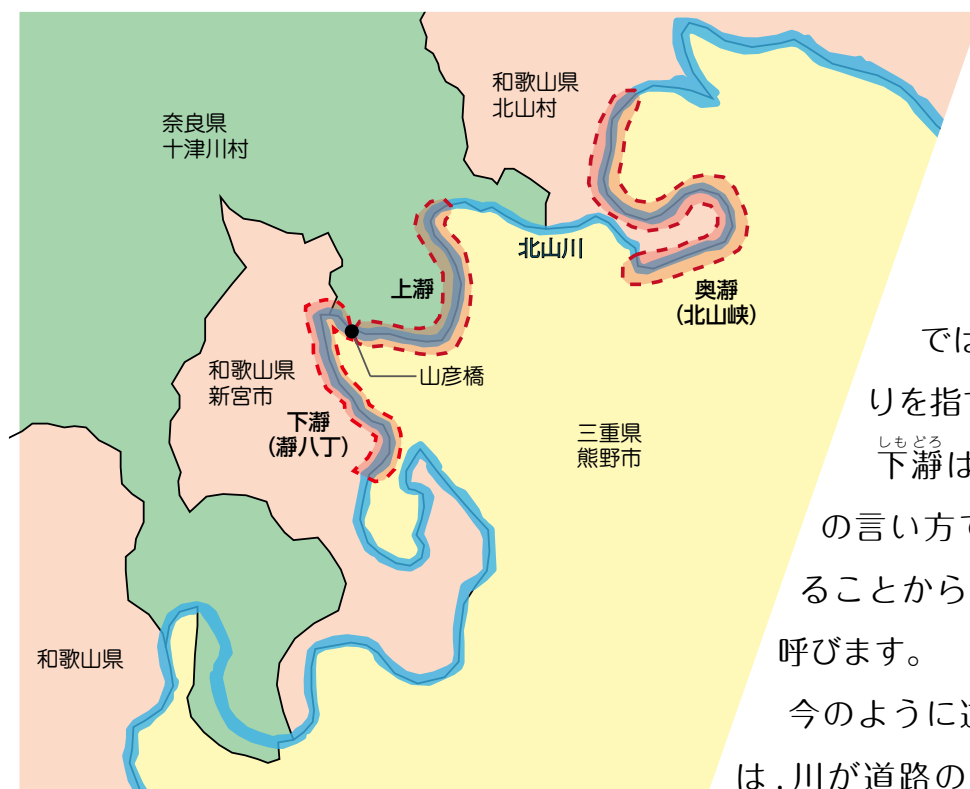 和歌山県
北山村
奈良県
十津川村
北山川
上瀞
奥瀞
(北山峡)
山彦橋
和歌山県
新宮市
下瀞
(瀞八丁)
三重県
熊野市
和歌山県
では
りを指す
しもどろ
下瀞は
の言い方で
ることから
呼びます。
今のように
は，川が道路の